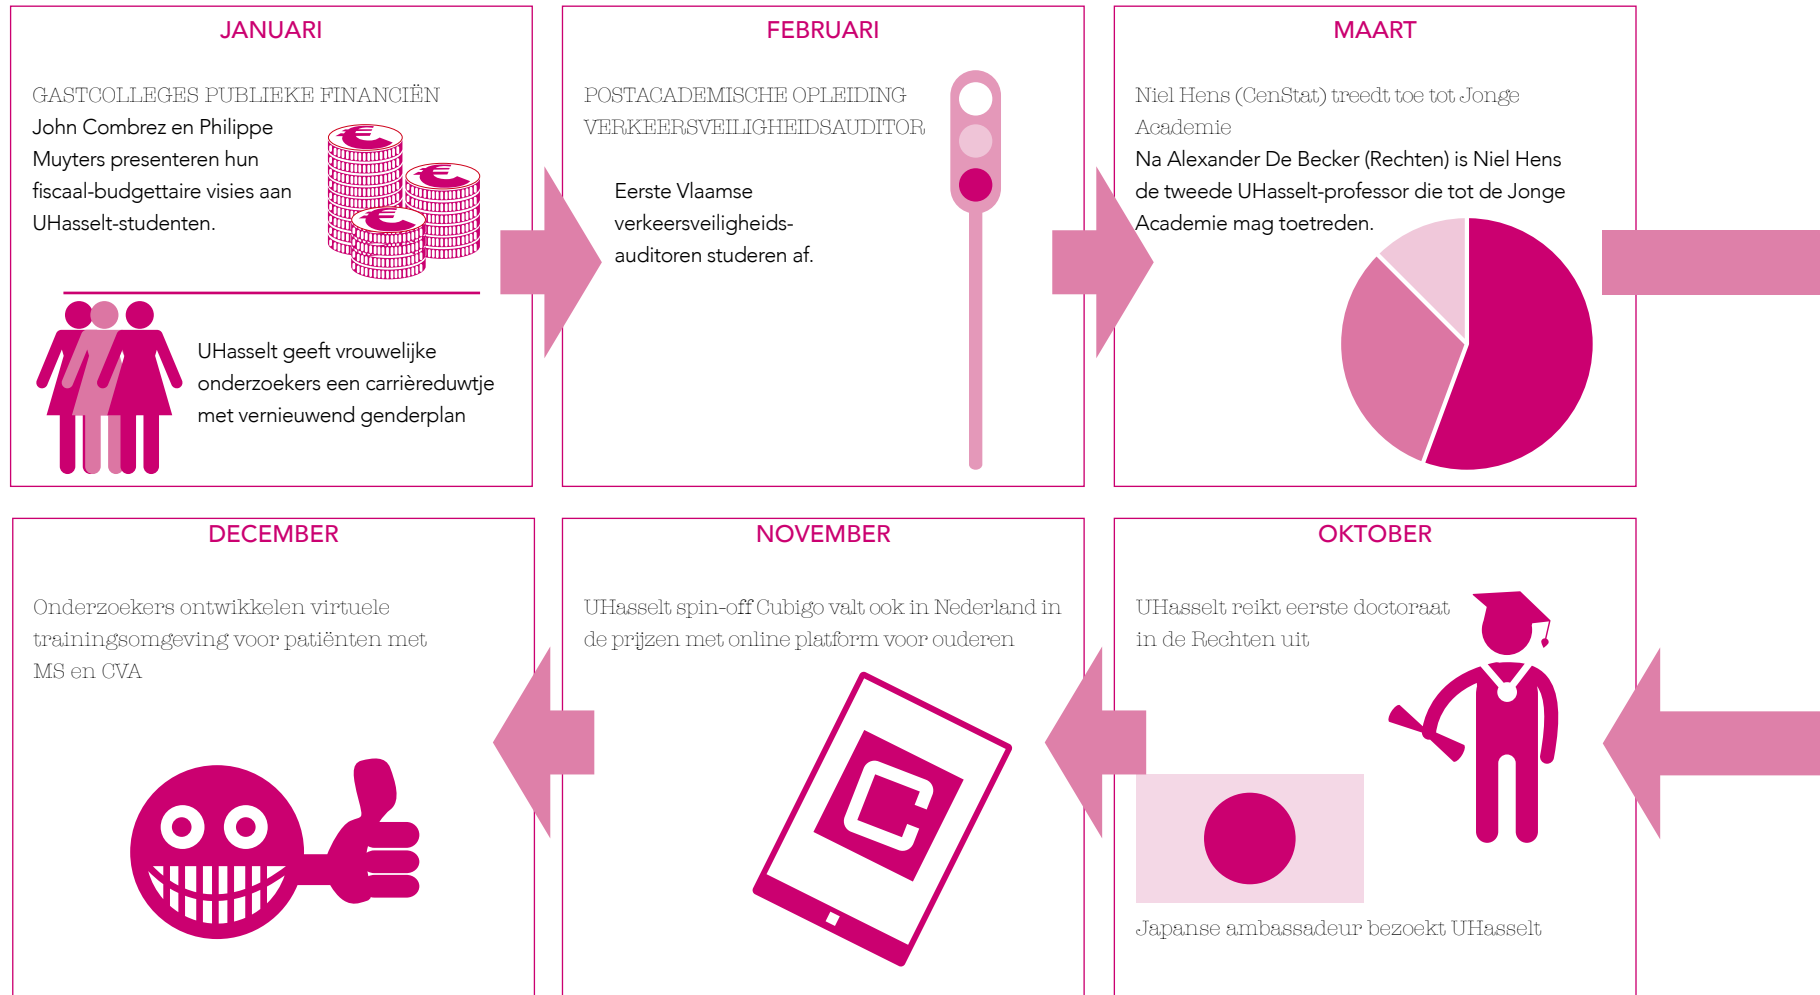 JANUARI
GASTCOLLEGES PUBLIEKE FINANCIËN
John Combrez en Philippe
Muyters presenteren hun
fiscaal-budgettaire visies aan
UHasselt-studenten.
UHasselt geeft vrouwelijke
onderzoekers een carrièreduwtje
met vernieuwend genderplan
FEBRUARI
POSTACADEMISCHE OPLEIDING
VERKEERSVEILIGHEIDSAUDITOR
Eerste Vlaamse
verkeersveiligheids-
auditoren studeren af.
MAART
Niel Hens (CenStat) treedt toe tot Jonge
Academie
Na Alexander De Becker (Rechten) is Niel Hens
de tweede UHasselt-professor die tot de Jonge
Academie mag toetreden.
DECEMBER
Onderzoekers ontwikkelen virtuele
trainingsomgeving voor patiënten met
MS en CVA
NOVEMBER
UHasselt spin-off Cubigo valt ook in Nederland in
de prijzen met online platform voor ouderen
C
OKTOBER
UHasselt reikt eerste doctoraat
in de Rechten uit
Japanse ambassadeur bezoekt UHasselt